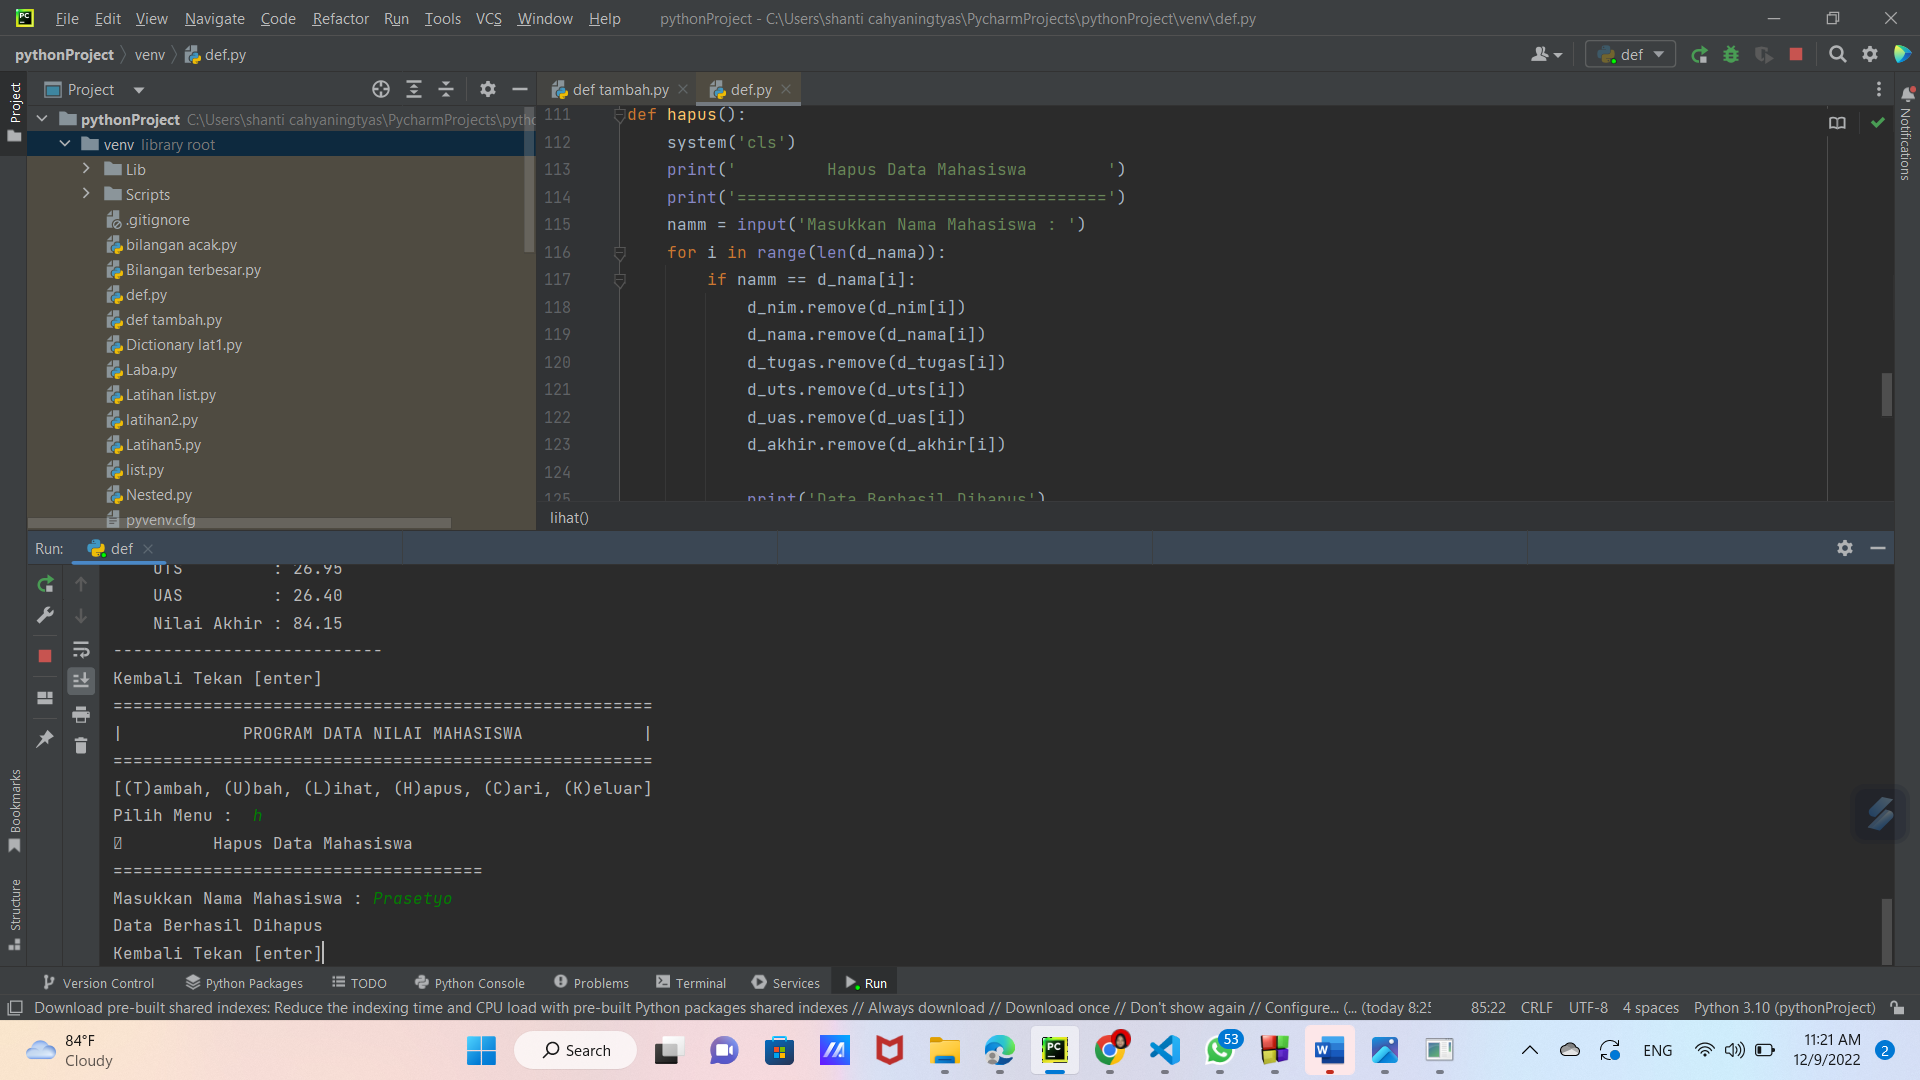 File Edit View Navigate Code Refactor Run Tools VCS Window Help pythonProject - C:\Users\shanti cahyaningtyas\PycharmProjects\pythonProject\venv\def.py
pythonProject venv def.py def
Project
Project
pythonProject C:\Users\shanti cahyaningtyas\PycharmProjects\pytho
venv library root
Lib
Scripts
.gitignore
bilangan acak.py
Bilangan terbesar.py
def.py
def tambah.py
Dictionary lat1.py
Laba.py
Latihan list.py
latihan2.py
Latihan5.py
list.py
Nested.py
pyvenv.cfg
def tambah.py def.py
Notifications
111 def hapus():
112 system('cls')
113 print('         Hapus Data Mahasiswa        ')
114 print('=====================================')
115 namm = input('Masukkan Nama Mahasiswa : ')
116 for i in range(len(d_nama)):
117 if namm == d_nama[i]:
118 d_nim.remove(d_nim[i])
119 d_nama.remove(d_nama[i])
120 d_tugas.remove(d_tugas[i])
121 d_uts.remove(d_uts[i])
122 d_uas.remove(d_uas[i])
123 d_akhir.remove(d_akhir[i])
124
125 print('Data Berhasil Dihapus')
lihat()
Run: def
UTS : 26.95
UAS : 26.40
Nilai Akhir : 84.15
---------------------------
Kembali Tekan [enter]
======================================================
| PROGRAM DATA NILAI MAHASISWA |
======================================================
[(T)ambah, (U)bah, (L)ihat, (H)apus, (C)ari, (K)eluar]
Pilih Menu : h
Hapus Data Mahasiswa
=====================================
Masukkan Nama Mahasiswa : Prasetyo
Data Berhasil Dihapus
Kembali Tekan [enter]
Bookmarks
Structure
Version Control Python Packages TODO Python Console Problems Terminal Services Run
Download pre-built shared indexes: Reduce the indexing time and CPU load with pre-built Python packages shared indexes // Always download // Download once // Don't show again // Configure... (... (today 8:25 85:22 CRLF UTF-8 4 spaces Python 3.10 (pythonProject)
84°F
Cloudy
Search
53
ENG
11:21 AM
12/9/2022
2